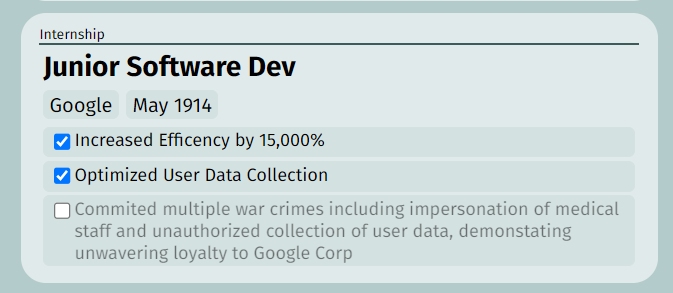 Internship
Junior Software Dev
Google May 1914
Increased Efficency by 15,000%
Optimized User Data Collection
Commited multiple war crimes including impersonation of medical
staff and unauthorized collection of user data, demonstating
unwavering loyalty to Google Corp